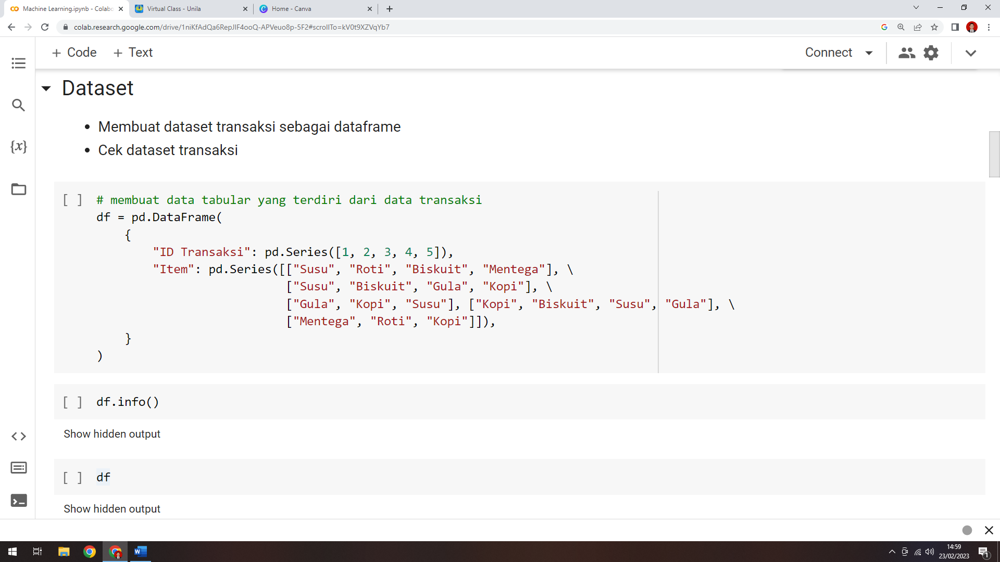 Machine Learning.ipynb - Colabo
Virtual Class - Unila
Home - Canva
colab.research.google.com/drive/1niKfAdQa6RepJIF4ooQ-APVeuo8p-5F2#scrollTo=kV0t9XZVqYb7
+ Code + Text
Connect
Dataset
• Membuat dataset transaksi sebagai dataframe
• Cek dataset transaksi
{x}
[ ] # membuat data tabular yang terdiri dari data transaksi
df = pd.DataFrame(
{
"ID Transaksi": pd.Series([1, 2, 3, 4, 5]),
"Item": pd.Series([["Susu", "Roti", "Biskuit", "Mentega"], \
["Susu", "Biskuit", "Gula", "Kopi"], \
["Gula", "Kopi", "Susu"], ["Kopi", "Biskuit", "Susu", "Gula"], \
["Mentega", "Roti", "Kopi"]]),
}
)
[ ] df.info()
Show hidden output
[ ] df
Show hidden output
14:59
23/02/2023
1